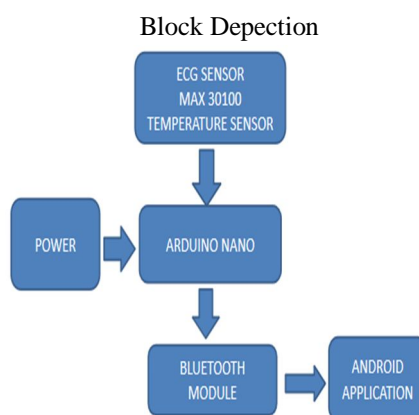 Block Depection
ECG SENSOR
MAX 30100
TEMPERATURE SENSOR
POWER
ARDUINO NANO
BLUETOOTH
MODULE
ANDROID
APPLICATION